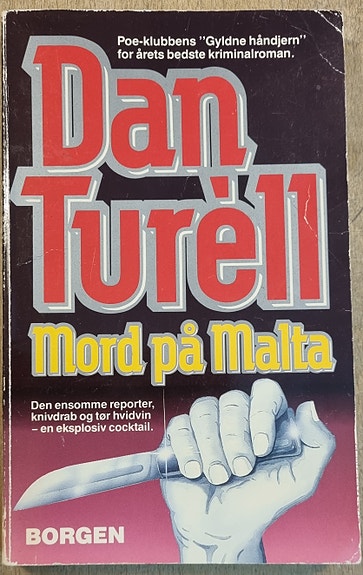 Poe-klubbens "Gyldne håndjern"
for årets bedste kriminalroman.
Dan
Turèll
Mord på Malta
Den ensomme reporter,
knivdrab og tør hvidvin
– en eksplosiv cocktail.
BORGEN